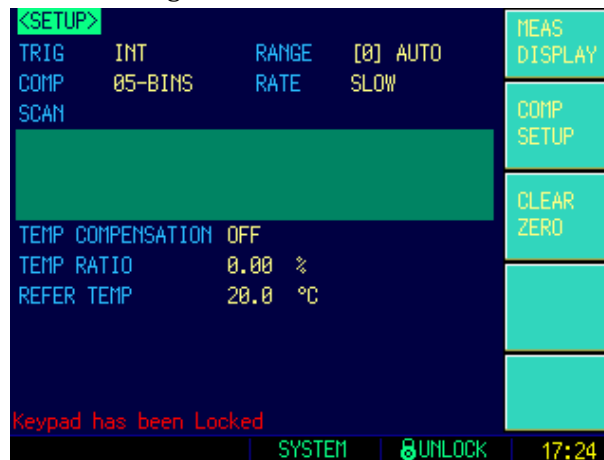 <SETUP>
TRIG INT RANGE [0] AUTO
COMP 05-BINS RATE SLOW
SCAN
TEMP COMPENSATION OFF
TEMP RATIO 0.00 %
REFER TEMP 20.0 °C
Keypad has been Locked
MEAS
DISPLAY
COMP
SETUP
CLEAR
ZERO
SYSTEM UNLOCK 17:24